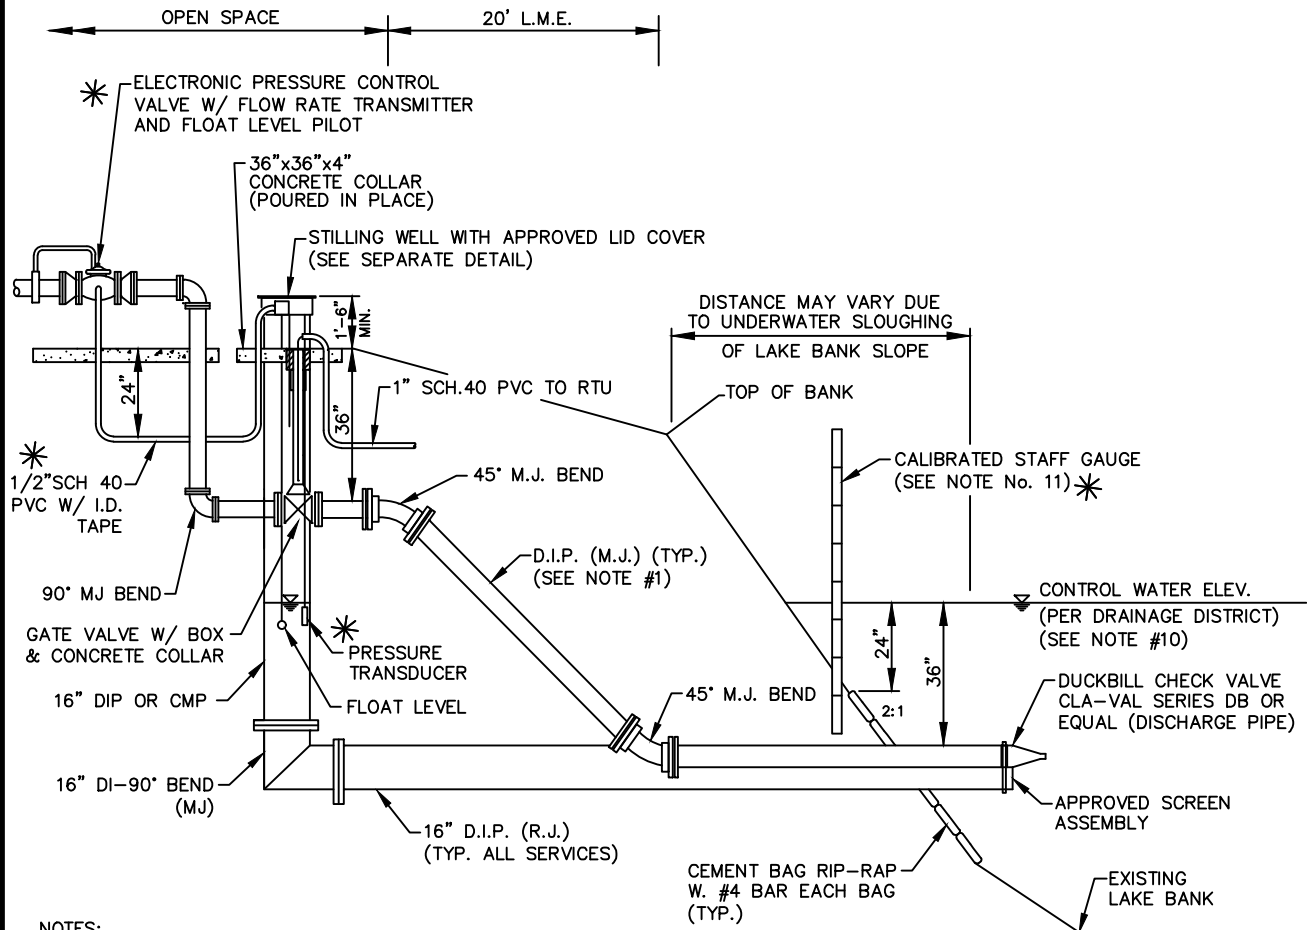 OPEN SPACE
20' L.M.E.
ELECTRONIC PRESSURE CONTROL
VALVE W/ FLOW RATE TRANSMITTER
AND FLOAT LEVEL PILOT
36"x36"x4"
CONCRETE COLLAR
(POURED IN PLACE)
STILLING WELL WITH APPROVED LID COVER
(SEE SEPARATE DETAIL)
1'-6"
MIN.
DISTANCE MAY VARY DUE
TO UNDERWATER SLOUGHING
OF LAKE BANK SLOPE
24"
36"
1" SCH.40 PVC TO RTU
TOP OF BANK
1/2"SCH 40
PVC W/ I.D.
TAPE
45° M.J. BEND
CALIBRATED STAFF GAUGE
(SEE NOTE No. 11)
D.I.P. (M.J.) (TYP.)
(SEE NOTE #1)
90° MJ BEND
CONTROL WATER ELEV.
(PER DRAINAGE DISTRICT)
(SEE NOTE #10)
GATE VALVE W/ BOX
& CONCRETE COLLAR
PRESSURE
TRANSDUCER
24"
36"
16" DIP OR CMP
FLOAT LEVEL
45° M.J. BEND
2:1
DUCKBILL CHECK VALVE
CLA-VAL SERIES DB OR
EQUAL (DISCHARGE PIPE)
16" DI-90° BEND
(MJ)
APPROVED SCREEN
ASSEMBLY
16" D.I.P. (R.J.)
(TYP. ALL SERVICES)
CEMENT BAG RIP-RAP
W. #4 BAR EACH BAG
(TYP.)
EXISTING
LAKE BANK
NOTES: